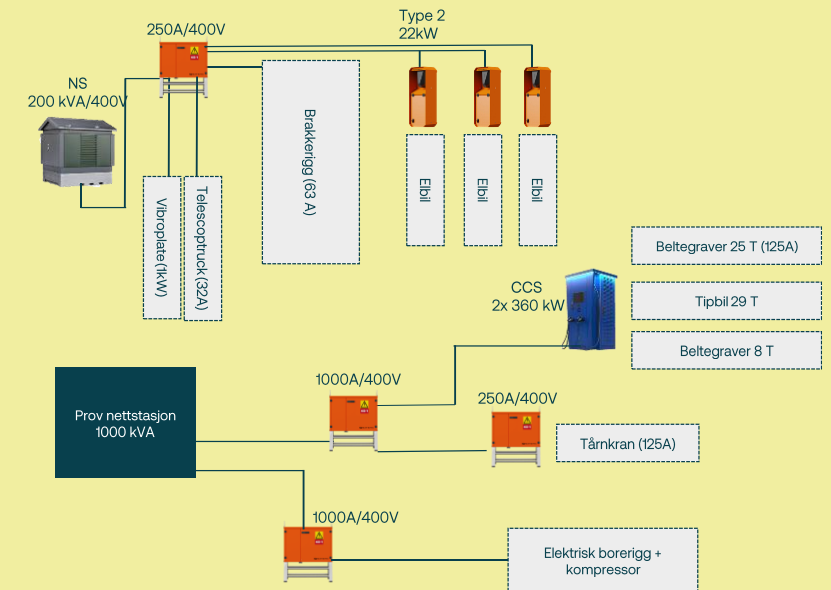 Type 2
22kW
250A/400V
NS
200 kVA/400V
Brakkerigg (63 A)
Elbil
Elbil
Elbil
Vibroplate (1kW)
Telescoptruck (32A)
Beltegraver 25 T (125A)
CCS
2x 360 kW
Tipbil 29 T
Beltegraver 8 T
1000A/400V
250A/400V
Prov nettstasjon
1000 kVA
Tårnkran (125A)
1000A/400V
Elektrisk borerigg +
kompressor